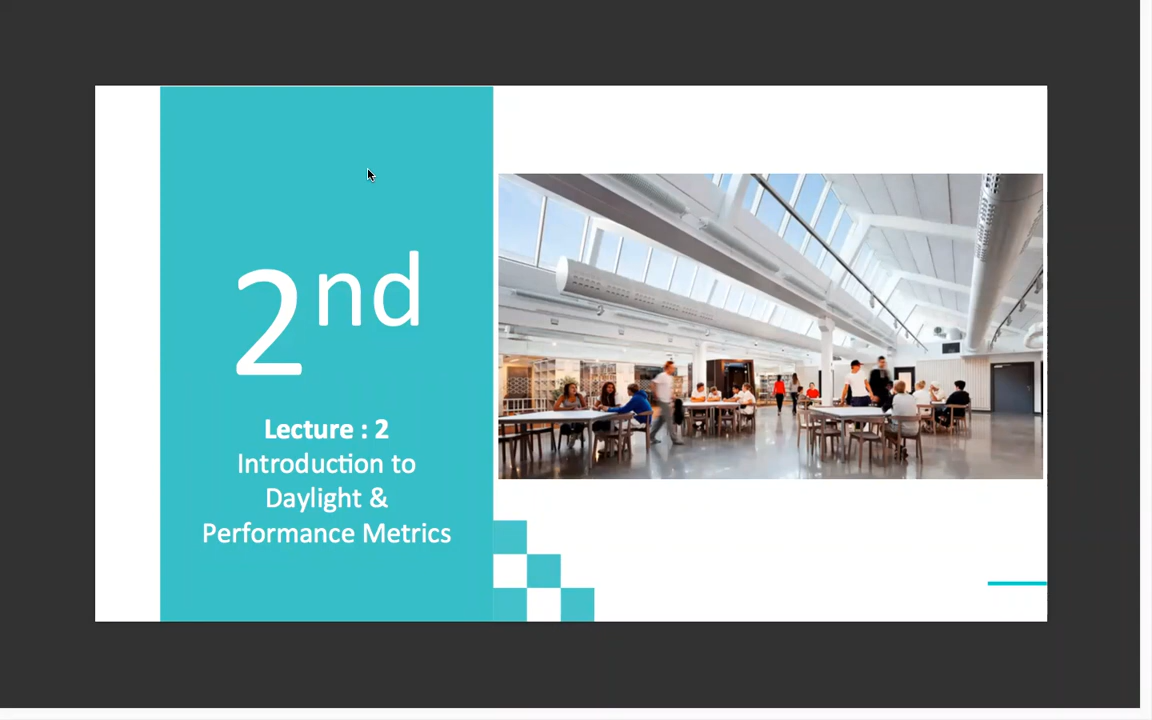 2nd
Lecture : 2
Introduction to
Daylight &
Performance Metrics